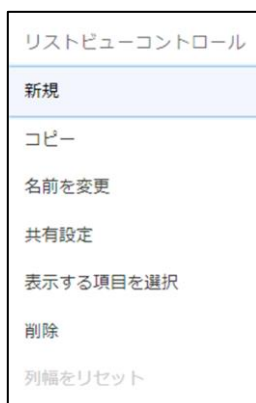 リストビューコントロール
新規
コピー
名前を変更
共有設定
表示する項目を選択
削除
列幅をリセット